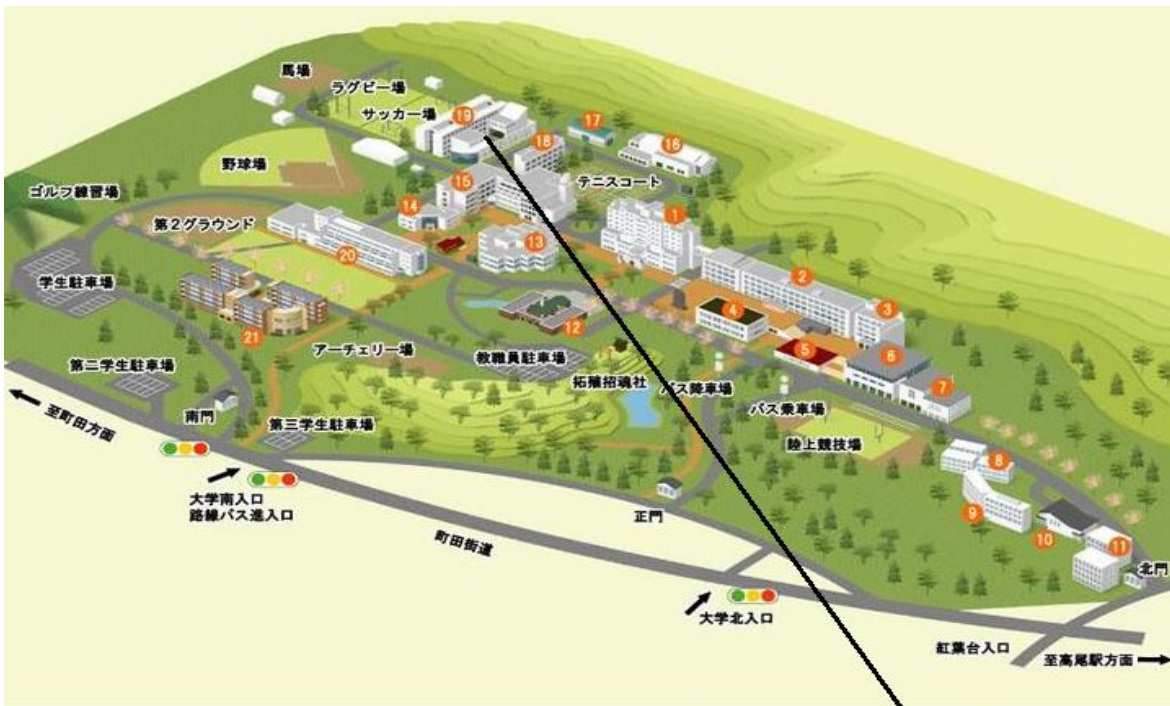 馬場
ラグビー場
サッカー場
19
17
18
16
野球場
テニスコート
ゴルフ練習場
15
14
1
第2グラウンド
13
20
2
学生駐車場
3
4
12
21
5
6
アーチェリー場
教職員駐車場
第二学生駐車場
拓殖招魂社
バス降車場
7
バス乗車場
南門
至町田方面
第三学生駐車場
陸上競技場
8
大学南入口
路線バス進入口
9
正門
10
11
町田街道
北門
大学北入口
紅葉台入口
至高尾駅方面